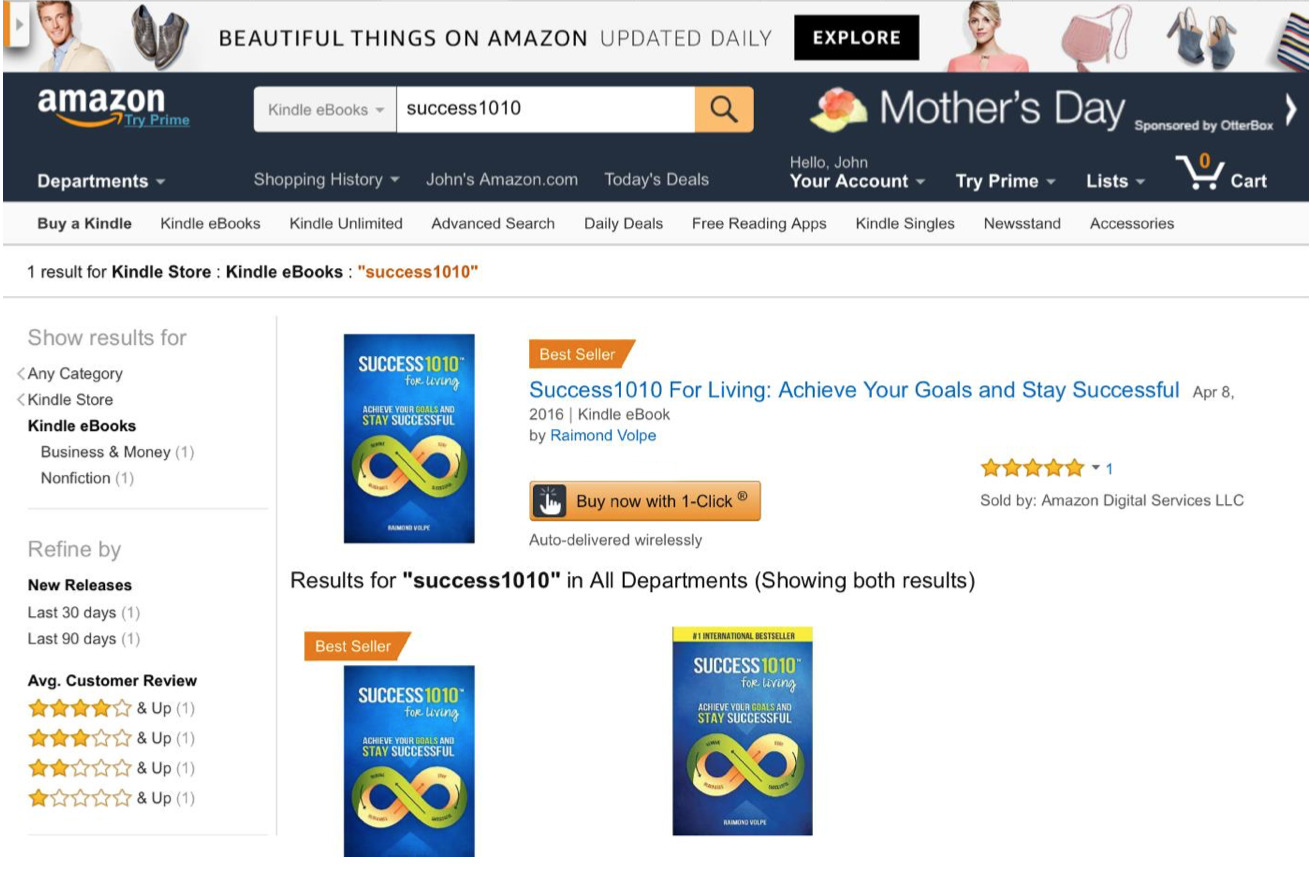 BEAUTIFUL THINGS ON AMAZON UPDATED DAILY EXPLORE
amazon
Try Prime
Kindle eBooks
success1010
Mother's Day
Sponsored by OtterBox
Departments
Shopping History
John's Amazon.com
Today's Deals
Hello, John
Your Account
Try Prime
Lists
0
Cart
Buy a Kindle
Kindle eBooks
Kindle Unlimited
Advanced Search
Daily Deals
Free Reading Apps
Kindle Singles
Newsstand
Accessories
1 result for Kindle Store : Kindle eBooks : "success1010"
Show results for
Any Category
Kindle Store
Kindle eBooks
Business & Money (1)
Nonfiction (1)
Refine by
New Releases
Last 30 days (1)
Last 90 days (1)
Avg. Customer Review
& Up (1)
& Up (1)
& Up (1)
& Up (1)
SUCCESS1010™
for living
ACHIEVE YOUR GOALS AND
STAY SUCCESSFUL
RAIMOND VOLPE
Best Seller
Success1010 For Living: Achieve Your Goals and Stay Successful Apr 8,
2016 | Kindle eBook
by Raimond Volpe
Buy now with 1-Click ®
Auto-delivered wirelessly
1
Sold by: Amazon Digital Services LLC
Results for "success1010" in All Departments (Showing both results)
Best Seller
SUCCESS1010™
for living
ACHIEVE YOUR GOALS AND
STAY SUCCESSFUL
#1 INTERNATIONAL BESTSELLER
SUCCESS1010™
for living
ACHIEVE YOUR GOALS AND
STAY SUCCESSFUL
RAIMOND VOLPE